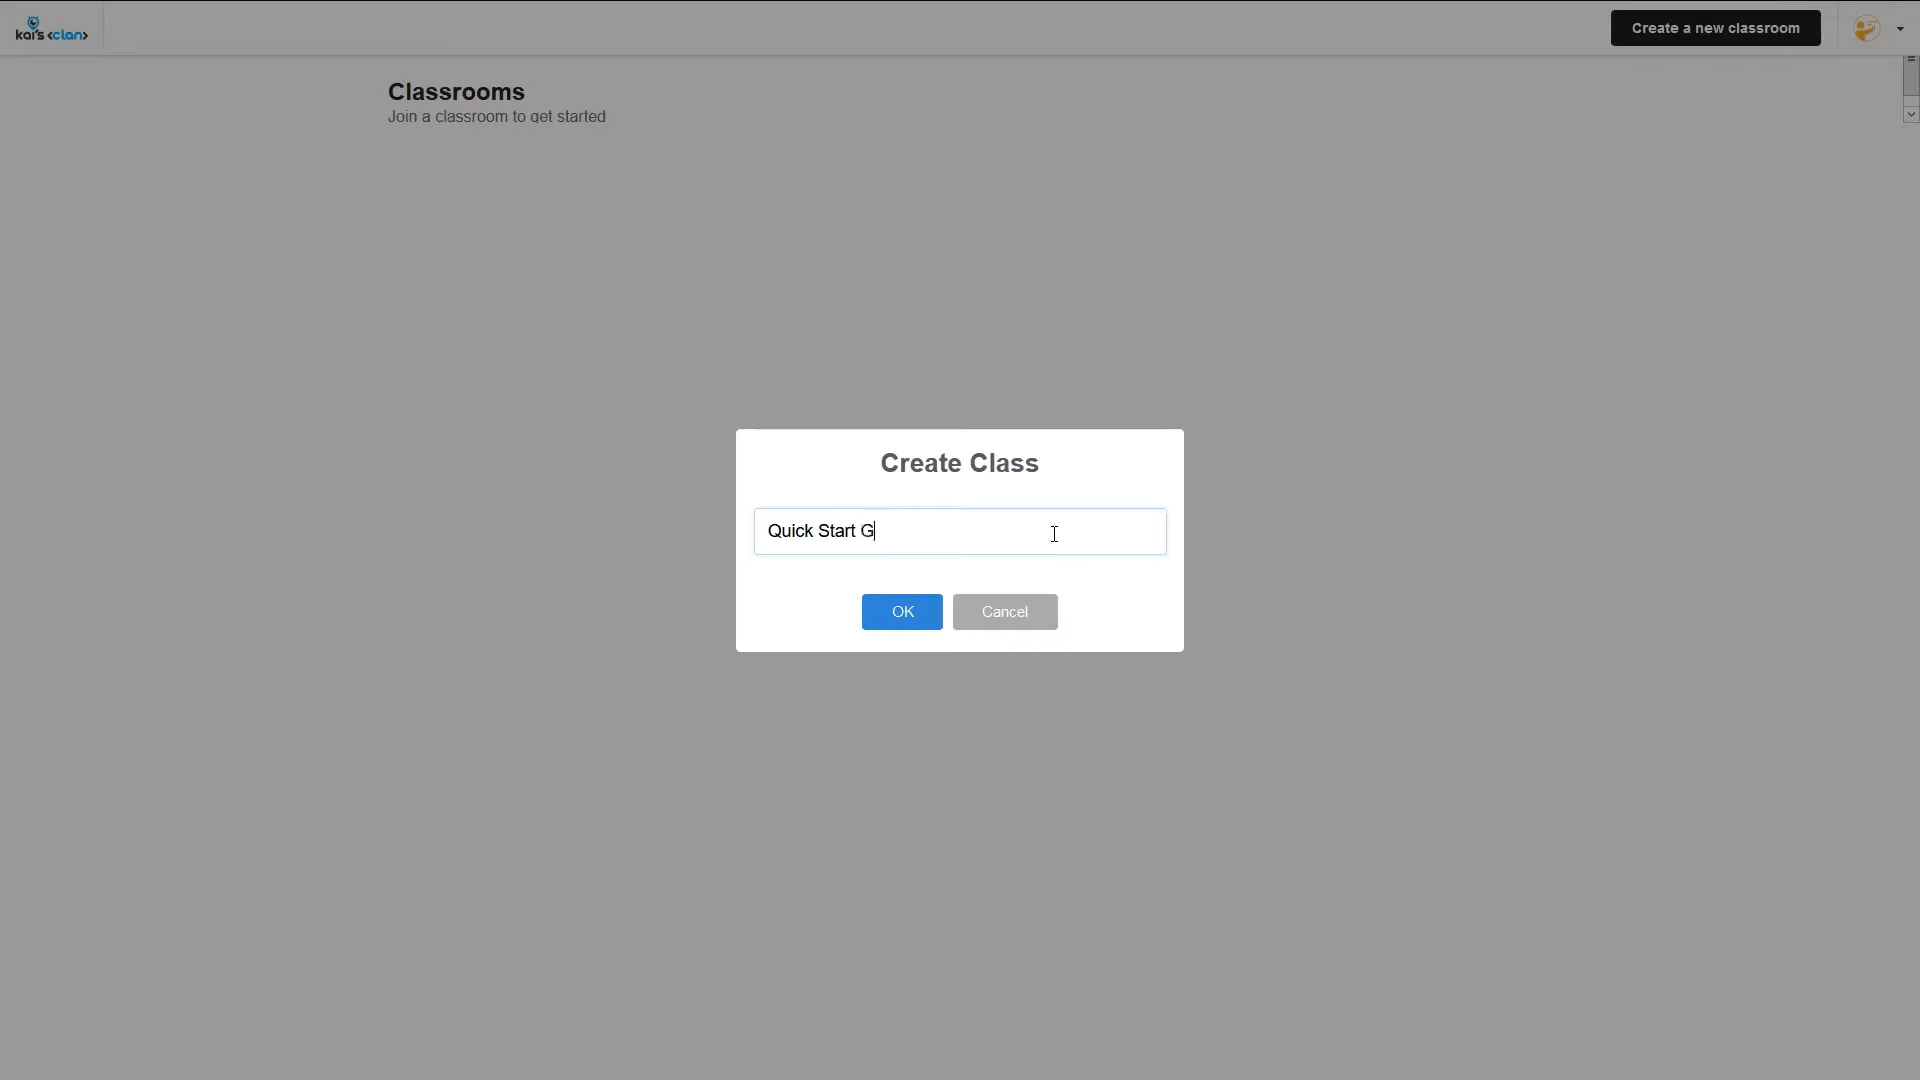 kai's <clan>
Create a new classroom
Classrooms
Join a classroom to get started
Create Class
Quick Start G
OK
Cancel